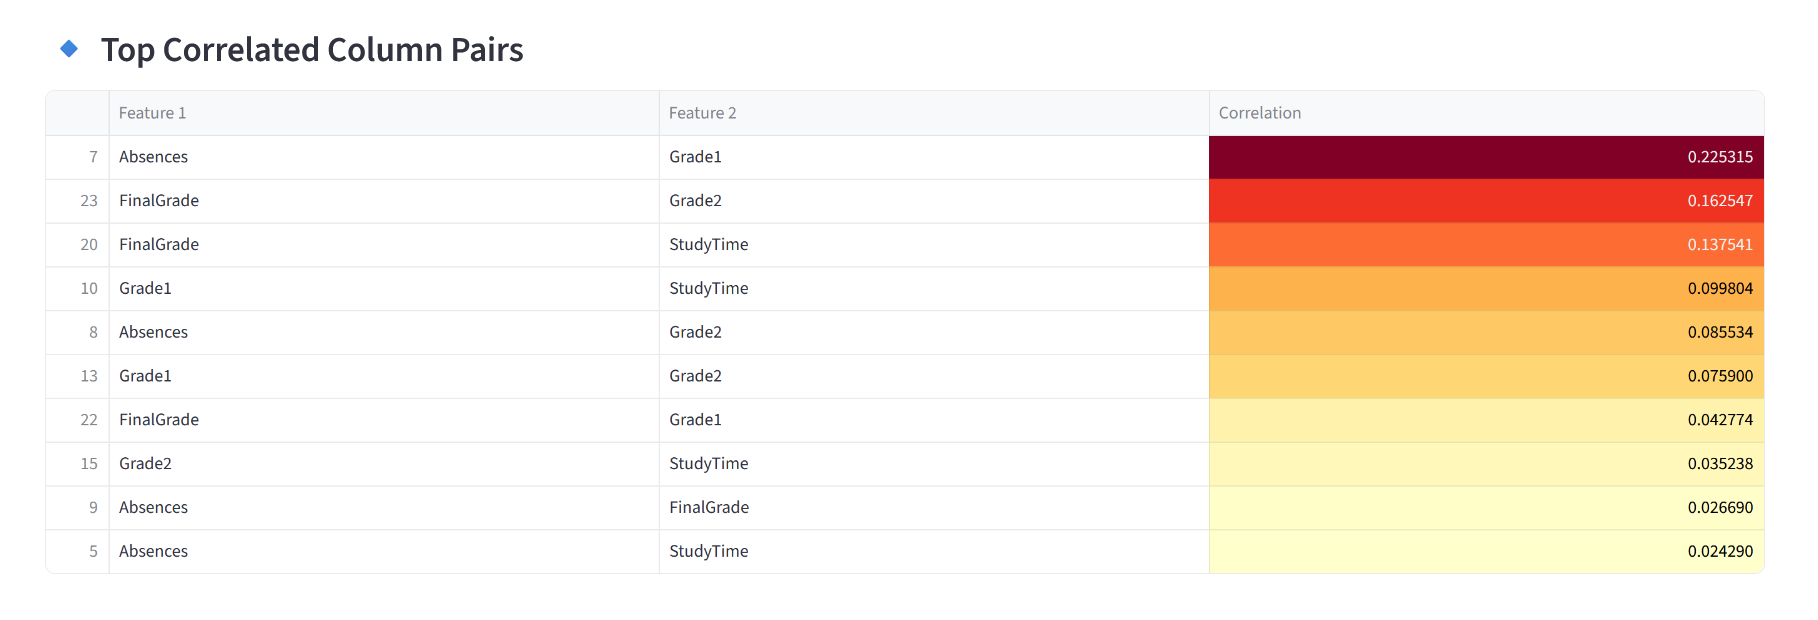 Top Correlated Column Pairs
Feature 1 Feature 2 Correlation
7 Absences Grade1 0.225315
23 FinalGrade Grade2 0.162547
20 FinalGrade StudyTime 0.137541
10 Grade1 StudyTime 0.099804
8 Absences Grade2 0.085534
13 Grade1 Grade2 0.075900
22 FinalGrade Grade1 0.042774
15 Grade2 StudyTime 0.035238
9 Absences FinalGrade 0.026690
5 Absences StudyTime 0.024290